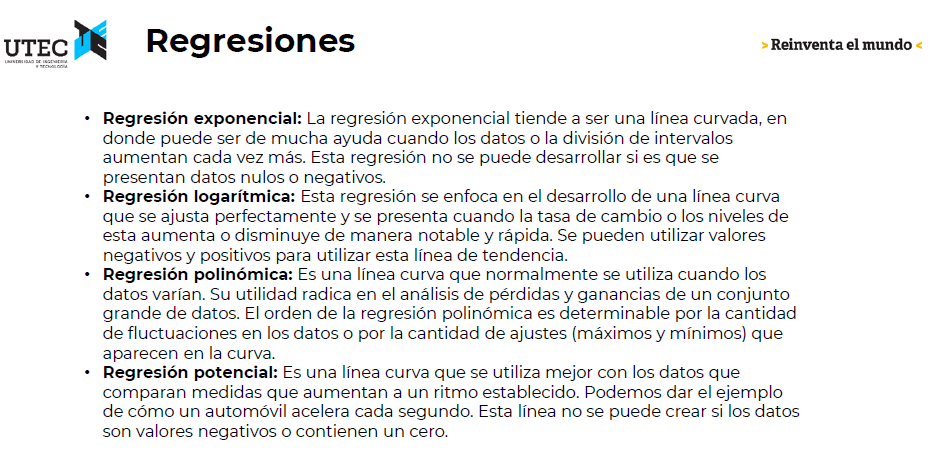 UTEC
UNIVERSIDAD DE INGENIERÍA
Y TECNOLOGÍA
Regresiones
> Reinventa el mundo <
• Regresión exponencial: La regresión exponencial tiende a ser una línea curvada, en
donde puede ser de mucha ayuda cuando los datos o la división de intervalos
aumentan cada vez más. Esta regresión no se puede desarrollar si es que se
presentan datos nulos o negativos.
• Regresión logarítmica: Esta regresión se enfoca en el desarrollo de una línea curva
que se ajusta perfectamente y se presenta cuando la tasa de cambio o los niveles de
esta aumenta o disminuye de manera notable y rápida. Se pueden utilizar valores
negativos y positivos para utilizar esta línea de tendencia.
• Regresión polinómica: Es una línea curva que normalmente se utiliza cuando los
datos varían. Su utilidad radica en el análisis de pérdidas y ganancias de un conjunto
grande de datos. El orden de la regresión polinómica es determinable por la cantidad
de fluctuaciones en los datos o por la cantidad de ajustes (máximos y mínimos) que
aparecen en la curva.
• Regresión potencial: Es una línea curva que se utiliza mejor con los datos que
comparan medidas que aumentan a un ritmo establecido. Podemos dar el ejemplo
de cómo un automóvil acelera cada segundo. Esta línea no se puede crear si los datos
son valores negativos o contienen un cero.